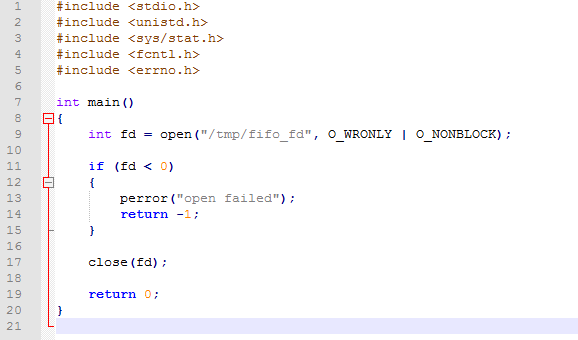 1 #include <stdio.h>
2 #include <unistd.h>
3 #include <sys/stat.h>
4 #include <fcntl.h>
5 #include <errno.h>
6
7 int main()
8 {
9 int fd = open("/tmp/fifo_fd", O_WRONLY | O_NONBLOCK);
10
11 if (fd < 0)
12 {
13 perror("open failed");
14 return -1;
15 }
16
17 close(fd);
18
19 return 0;
20 }
21